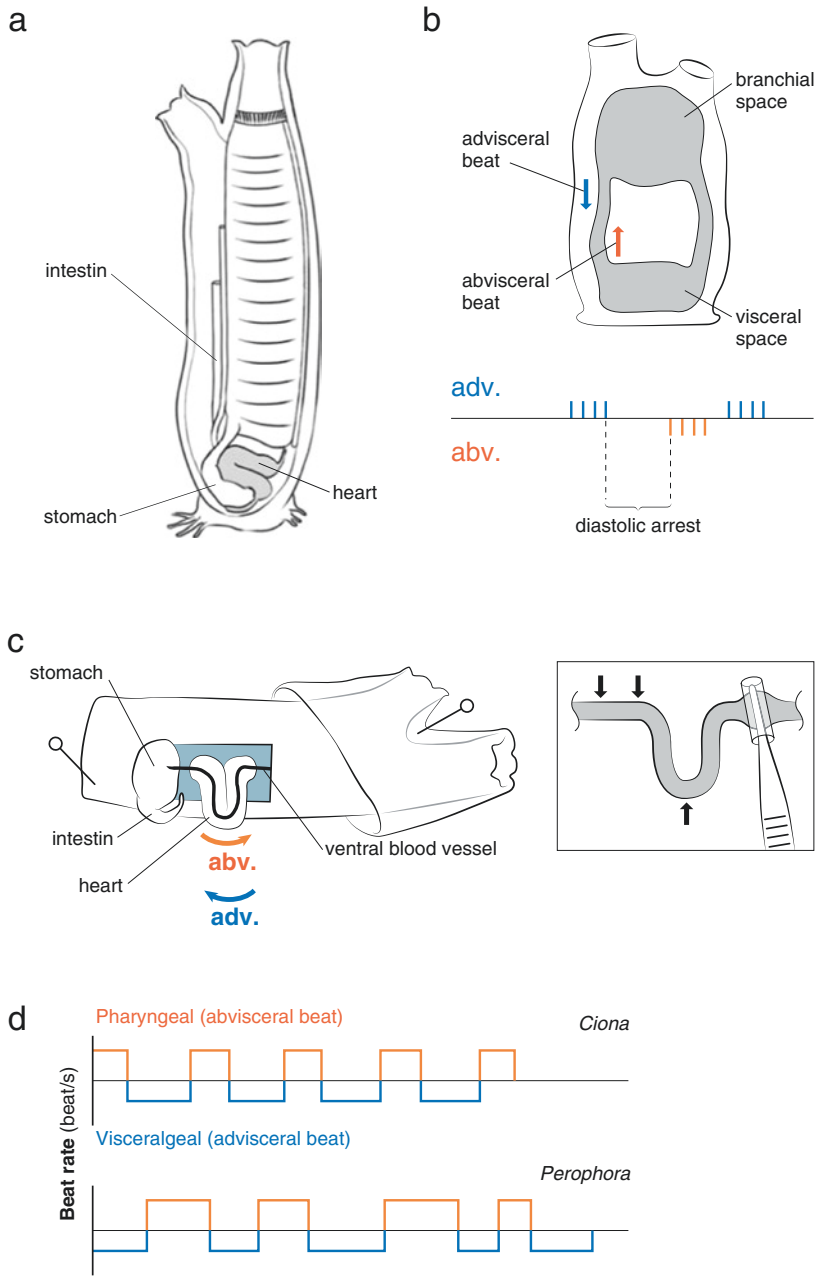 a
intestin
stomach
heart
b
branchial
space
advisceral
beat
abvisceral
beat
visceral
space
adv.
abv.
diastolic arrest
c
stomach
intestin
heart
ventral blood vessel
abv.
adv.
d
Pharyngeal (abvisceral beat)
Ciona
Visceralgeal (advisceral beat)
Perophora
Beat rate (beat/s)